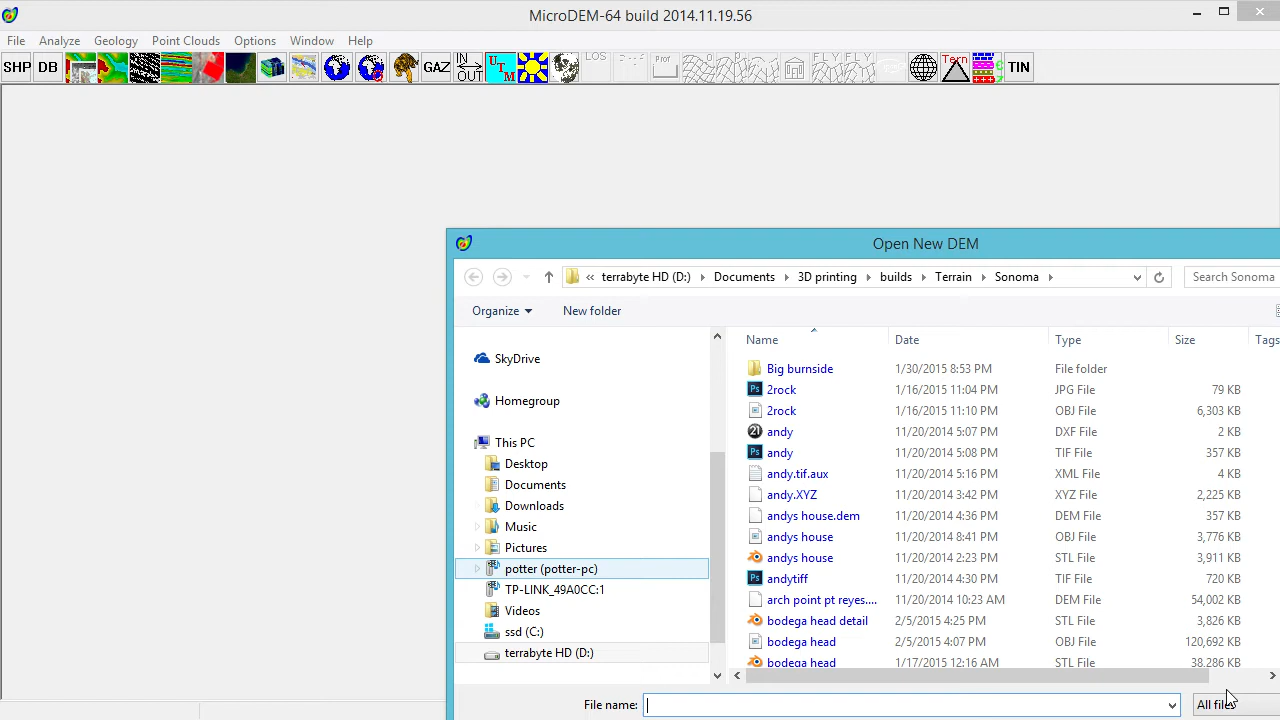 MicroDEM-64 build 2014.11.19.56
File Analyze Geology Point Clouds Options Window Help
SHP DB GAZ IN OUT UTM LOS Prof FLY FLY Tern TIN
Open New DEM
« terrabyte HD (D:) Documents 3D printing builds Terrain Sonoma Search Sonoma
Organize New folder
Name Date Type Size Tags
SkyDrive
Homegroup
This PC
Desktop
Documents
Downloads
Music
Pictures
potter (potter-pc)
TP-LINK_49A0CC:1
Videos
ssd (C:)
terrabyte HD (D:)
Big burnside 1/30/2015 8:53 PM File folder
2rock 1/16/2015 11:04 PM JPG File 79 KB
2rock 1/16/2015 11:10 PM OBJ File 6,303 KB
andy 11/20/2014 5:07 PM DXF File 2 KB
andy 11/20/2014 5:08 PM TIF File 357 KB
andy.tif.aux 11/20/2014 5:16 PM XML File 4 KB
andy.XYZ 11/20/2014 3:42 PM XYZ File 2,225 KB
andys house.dem 11/20/2014 4:36 PM DEM File 357 KB
andys house 11/20/2014 8:41 PM OBJ File 3,776 KB
andys house 11/20/2014 2:23 PM STL File 3,911 KB
andytiff 11/20/2014 4:30 PM TIF File 720 KB
arch point pt reyes.... 11/20/2014 10:23 AM DEM File 54,002 KB
bodega head detail 2/5/2015 4:25 PM STL File 3,826 KB
bodega head 2/5/2015 4:07 PM OBJ File 120,692 KB
bodega head 1/17/2015 12:16 AM STL File 38,286 KB
File name: All files